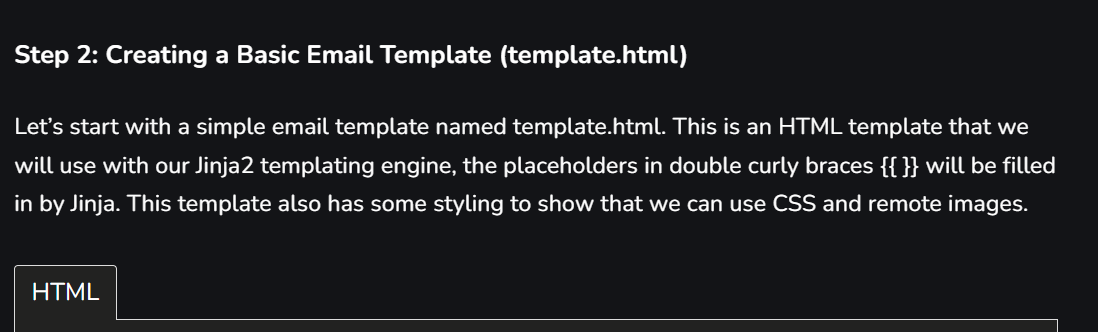 Step 2: Creating a Basic Email Template (template.html)
Let’s start with a simple email template named template.html. This is an HTML template that we
will use with our Jinja2 templating engine, the placeholders in double curly braces {{ }} will be filled
in by Jinja. This template also has some styling to show that we can use CSS and remote images.
HTML